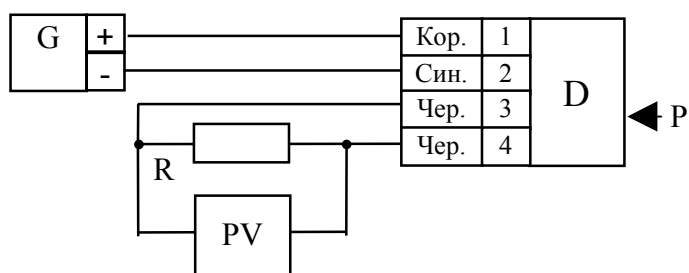 G + Кор. 1
- Син. 2
Чер. 3 D P
R Чер. 4
PV